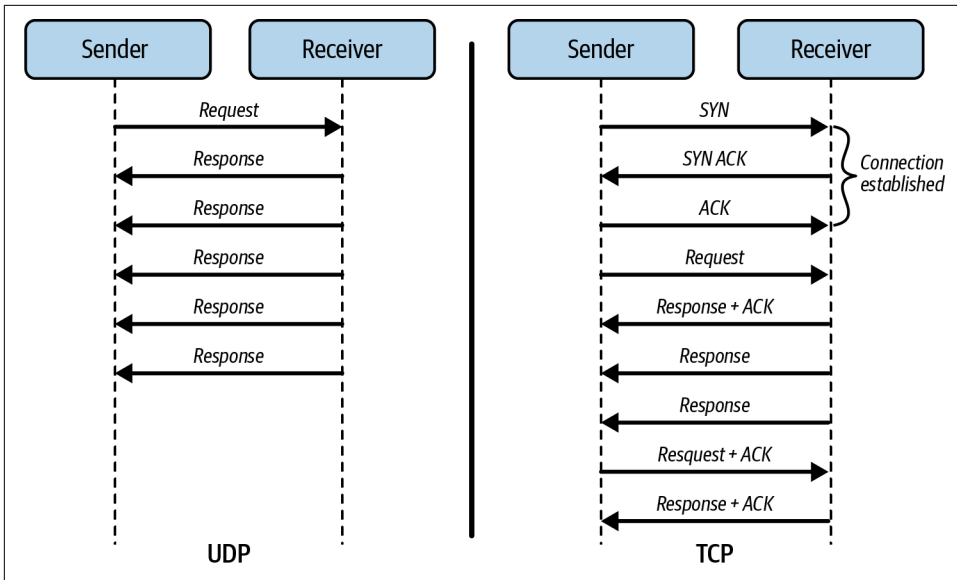 Sender
Receiver
Request
Response
Response
Response
Response
Response
UDP
Sender
Receiver
SYN
SYN ACK
ACK
Connection
established
Request
Response + ACK
Response
Response
Resquest + ACK
Response + ACK
TCP